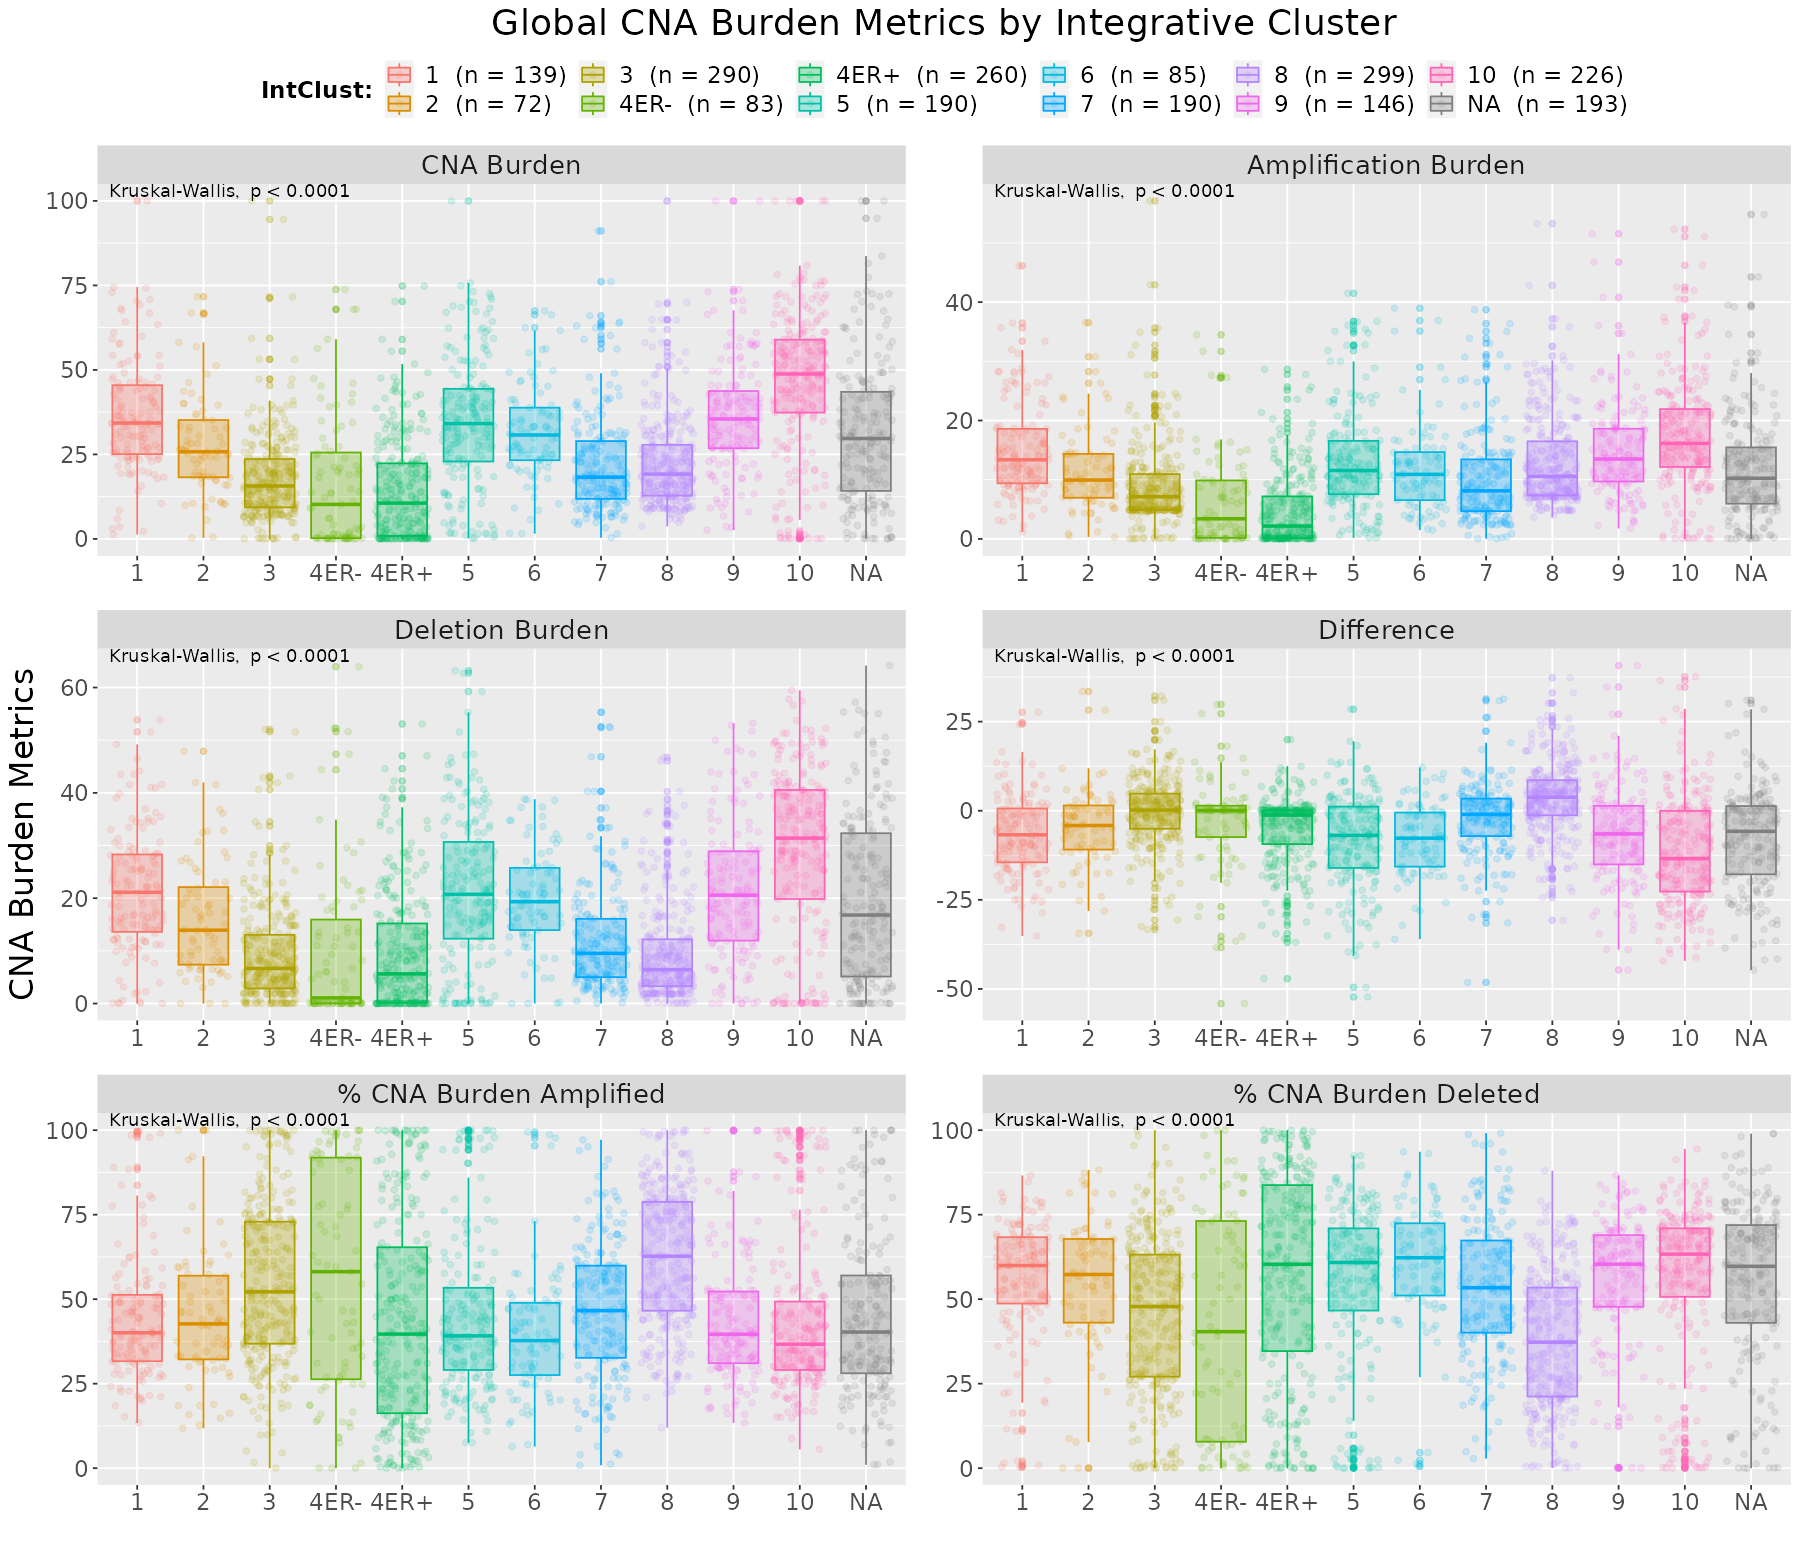 Global CNA Burden Metrics by Integrative Cluster
IntClust: 1 (n = 139) 3 (n = 290) 4ER+ (n = 260) 6 (n = 85) 8 (n = 299) 10 (n = 226)
2 (n = 72) 4ER- (n = 83) 5 (n = 190) 7 (n = 190) 9 (n = 146) NA (n = 193)
CNA Burden Metrics
CNA Burden
Kruskal-Wallis, p < 0.0001
100
75
50
25
0
1 2 3 4ER- 4ER+ 5 6 7 8 9 10 NA
Amplification Burden
Kruskal-Wallis, p < 0.0001
40
20
0
1 2 3 4ER- 4ER+ 5 6 7 8 9 10 NA
Deletion Burden
Kruskal-Wallis, p < 0.0001
60
40
20
0
1 2 3 4ER- 4ER+ 5 6 7 8 9 10 NA
Difference
Kruskal-Wallis, p < 0.0001
25
0
-25
-50
1 2 3 4ER- 4ER+ 5 6 7 8 9 10 NA
% CNA Burden Amplified
Kruskal-Wallis, p < 0.0001
100
75
50
25
0
1 2 3 4ER- 4ER+ 5 6 7 8 9 10 NA
% CNA Burden Deleted
Kruskal-Wallis, p < 0.0001
100
75
50
25
0
1 2 3 4ER- 4ER+ 5 6 7 8 9 10 NA